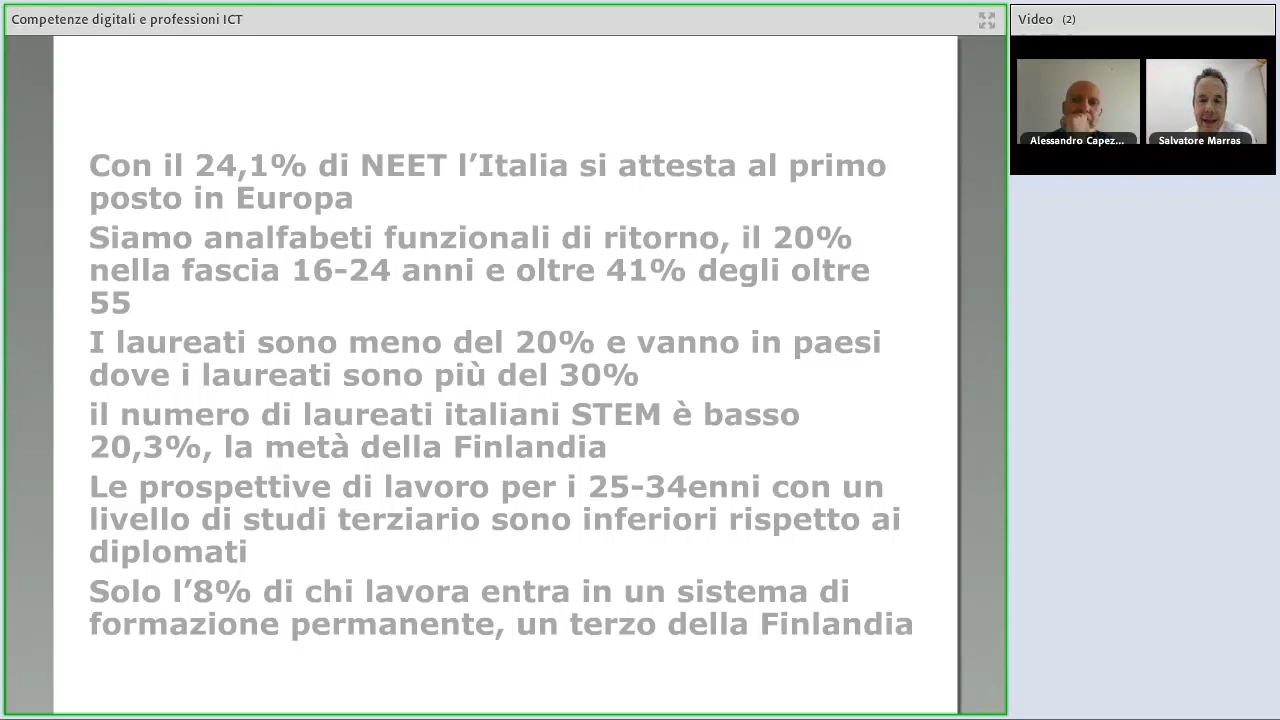 Competenze digitali e professioni ICT
Video (2)
Alessandro Capez...
Salvatore Marras
Con il 24,1% di NEET l’Italia si attesta al primo
posto in Europa
Siamo analfabeti funzionali di ritorno, il 20%
nella fascia 16-24 anni e oltre 41% degli oltre
55
I laureati sono meno del 20% e vanno in paesi
dove i laureati sono più del 30%
il numero di laureati italiani STEM è basso
20,3%, la metà della Finlandia
Le prospettive di lavoro per i 25-34enni con un
livello di studi terziario sono inferiori rispetto ai
diplomati
Solo l’8% di chi lavora entra in un sistema di
formazione permanente, un terzo della Finlandia